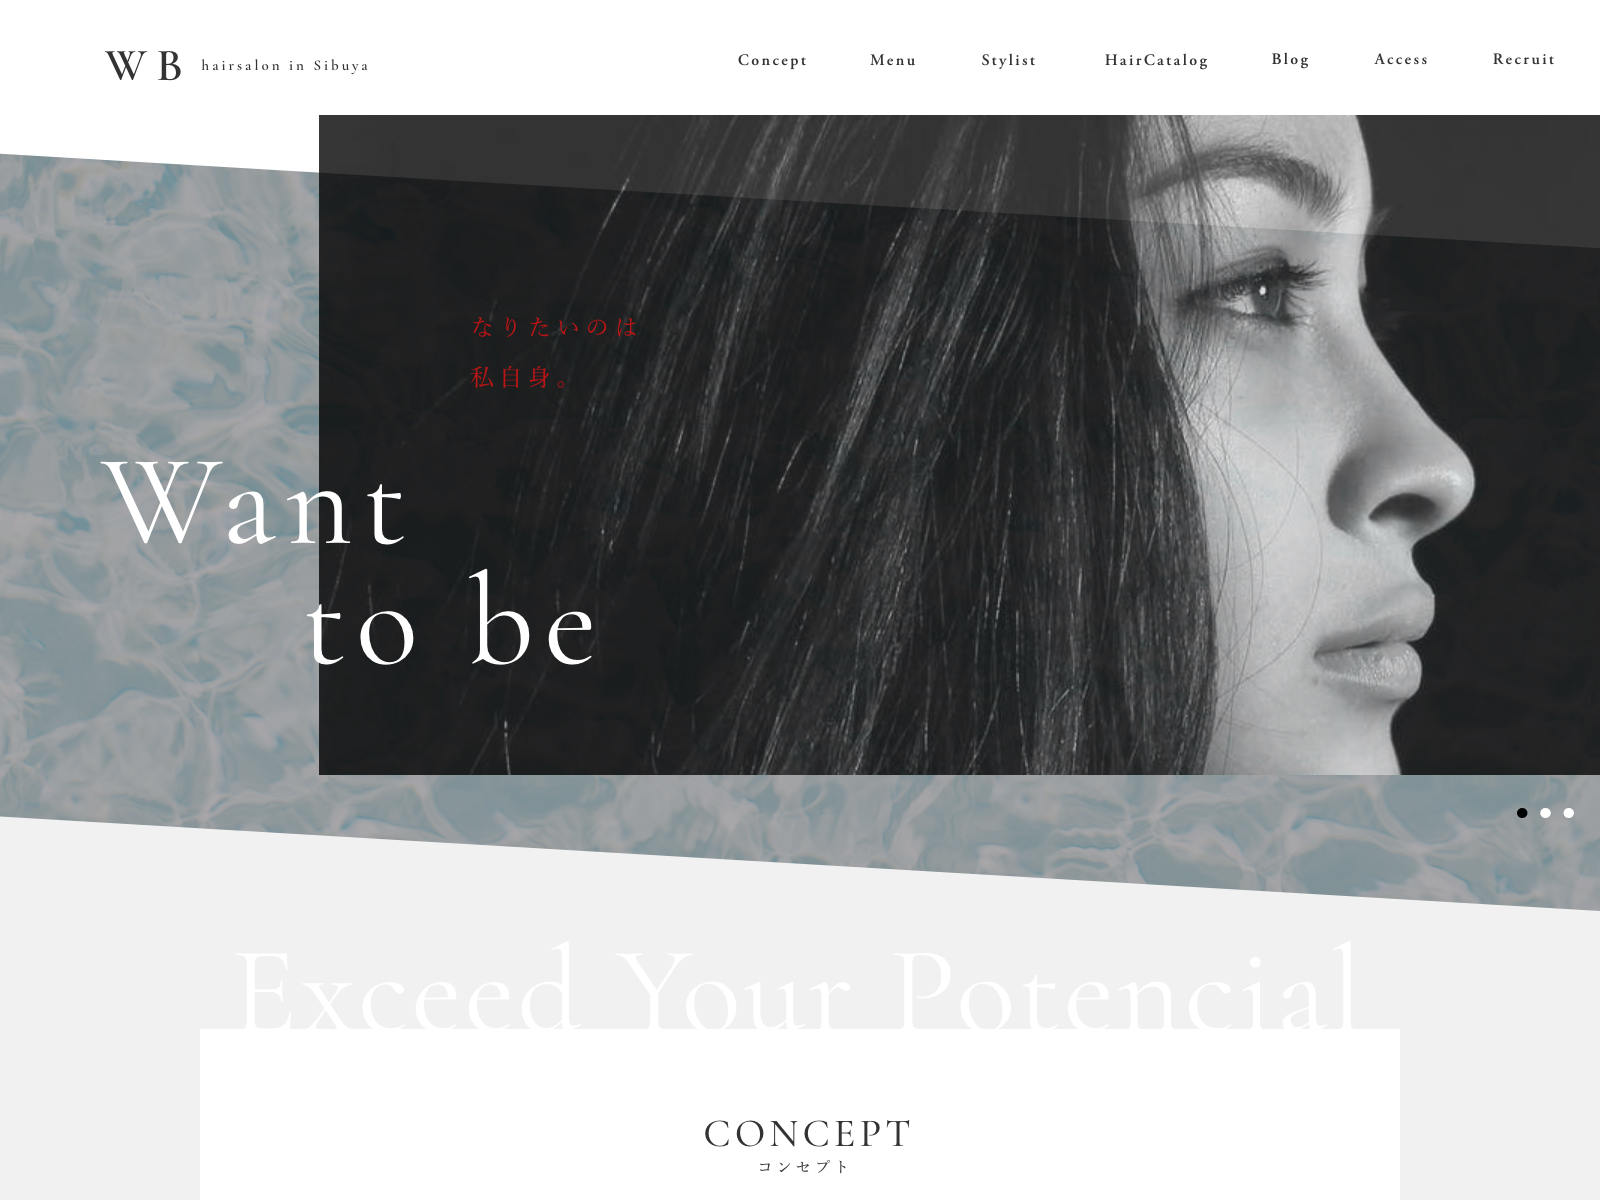 W B hairsalon in Sibuya
Concept Menu Stylist HairCatalog Blog Access Recruit
なりたいのは
私自身。
Want
to be
Exceed Your Potencial
CONCEPT
コンセプト